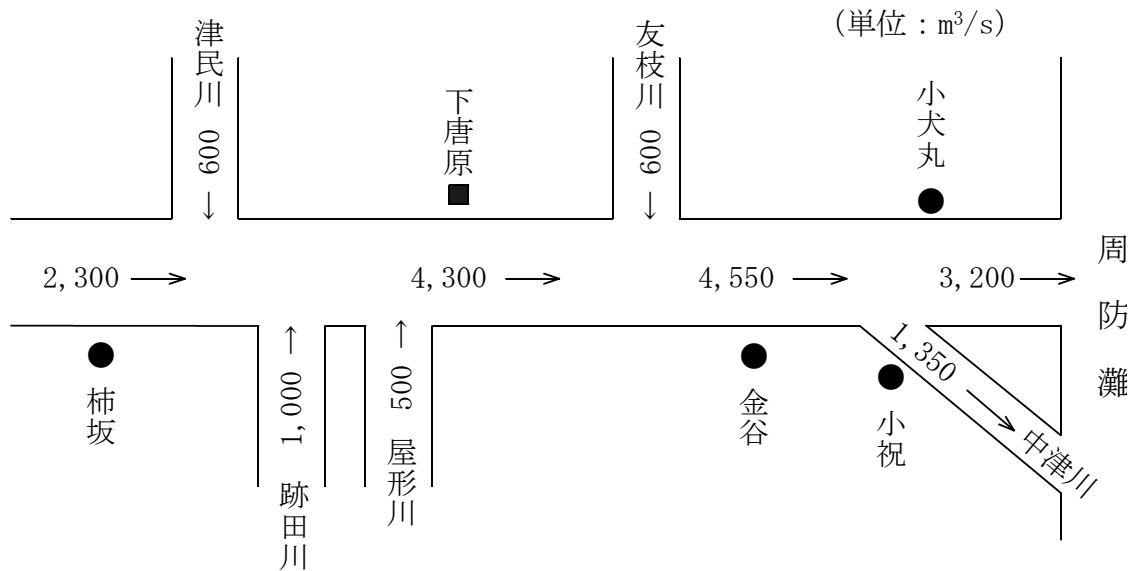 (単位：m³/s)
津民川 600 ←
友枝川 600 ←
下唐原
小犬丸
2,300 →
4,300 →
4,550 →
3,200 →
周防灘
柿坂
1,000 →
跡田川
500 →
屋形川
金谷
小祝
1,350 →
中津川